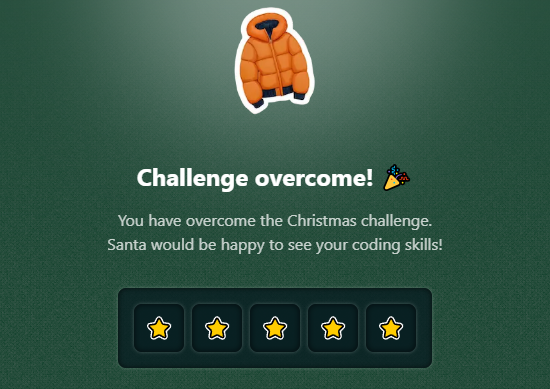 Challenge overcome! 🎉
You have overcome the Christmas challenge.
Santa would be happy to see your coding skills!